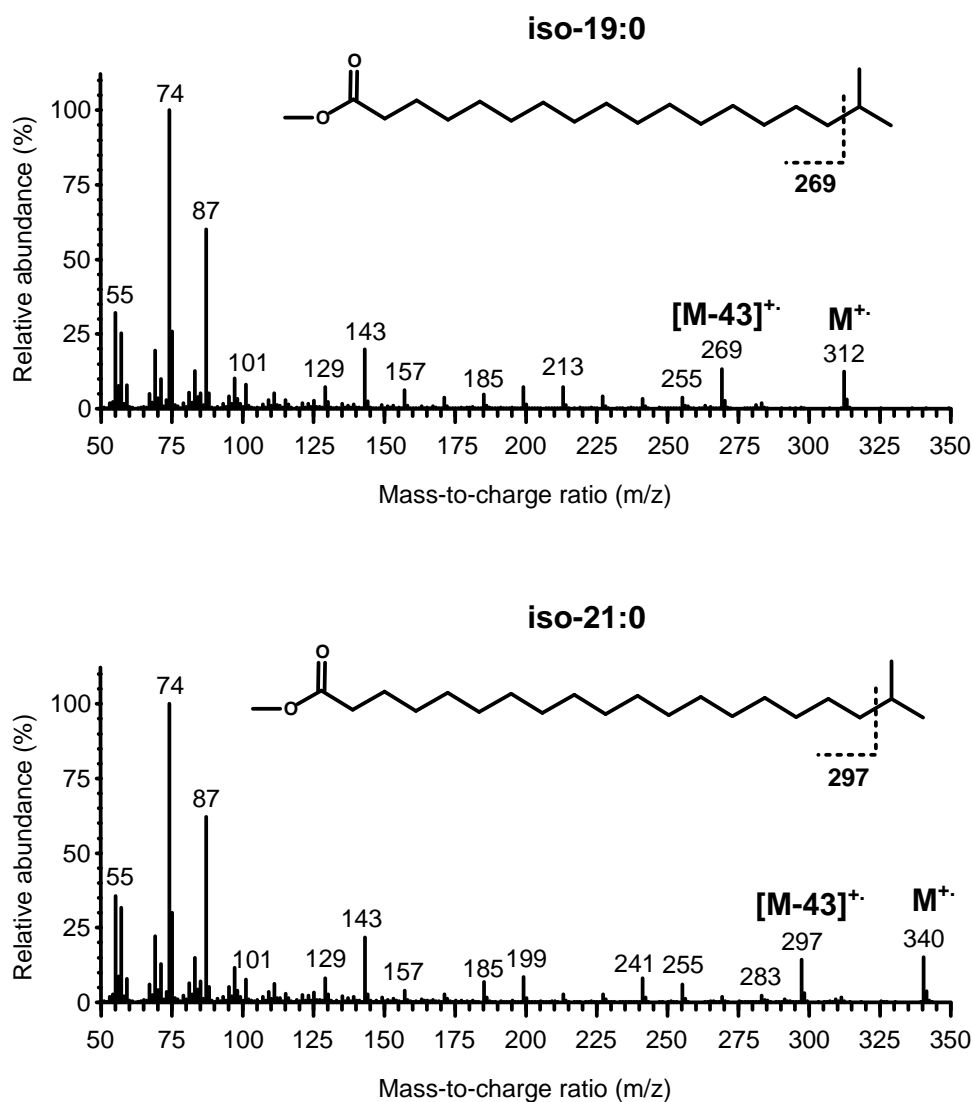 iso-19:0
O
O
269
Relative abundance (%)
100
75
50
25
0
74
55
87
101
129
143
157
185
213
255
[M-43]+.
269
M+.
312
50 75 100 125 150 175 200 225 250 275 300 325 350
Mass-to-charge ratio (m/z)
iso-21:0
O
O
297
Relative abundance (%)
100
75
50
25
0
74
55
87
101
129
143
157
185
199
241
255
283
[M-43]+.
297
M+.
340
50 75 100 125 150 175 200 225 250 275 300 325 350
Mass-to-charge ratio (m/z)